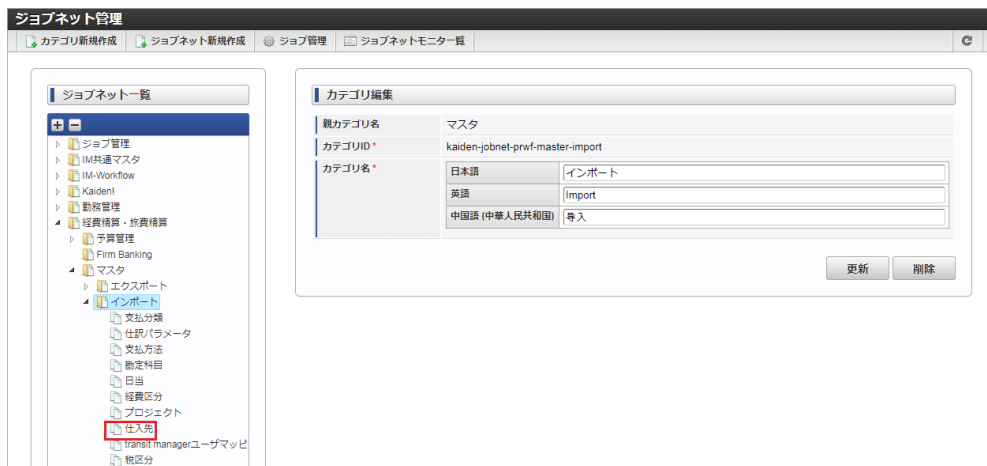 ジョブネット管理
カテゴリ新規作成 ジョブネット新規作成 ジョブ管理 ジョブネットモニター覧
ジョブネット一覧
ジョブ管理
IM共通マスタ
IM-Workflow
Kaiden!
勤務管理
経費精算・旅費精算
予算管理
Firm Banking
マスタ
エクスポート
インポート
支払分類
仕訳パラメータ
支払方法
勘定科目
日当
経費区分
プロジェクト
仕入先
transit managerユーザマッピ
税区分
カテゴリ編集
親カテゴリ名 マスタ
カテゴリID * kaiden-jobnet-prwf-master-import
カテゴリ名 *
日本語 インポート
英語 Import
中国語 (中華人民共和国) 导入
更新 削除